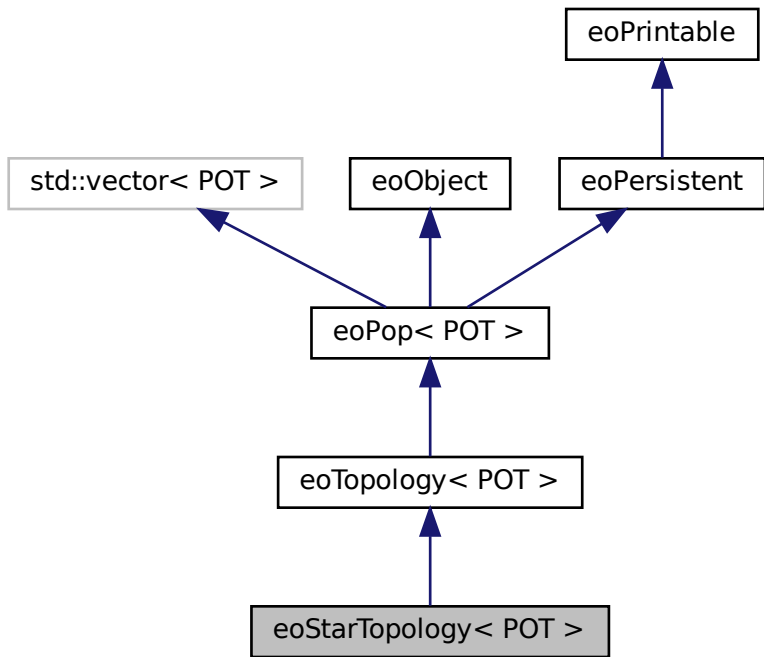 eoPrintable
std::vector< POT >
eoObject
eoPersistent
eoPop< POT >
eoTopology< POT >
eoStarTopology< POT >